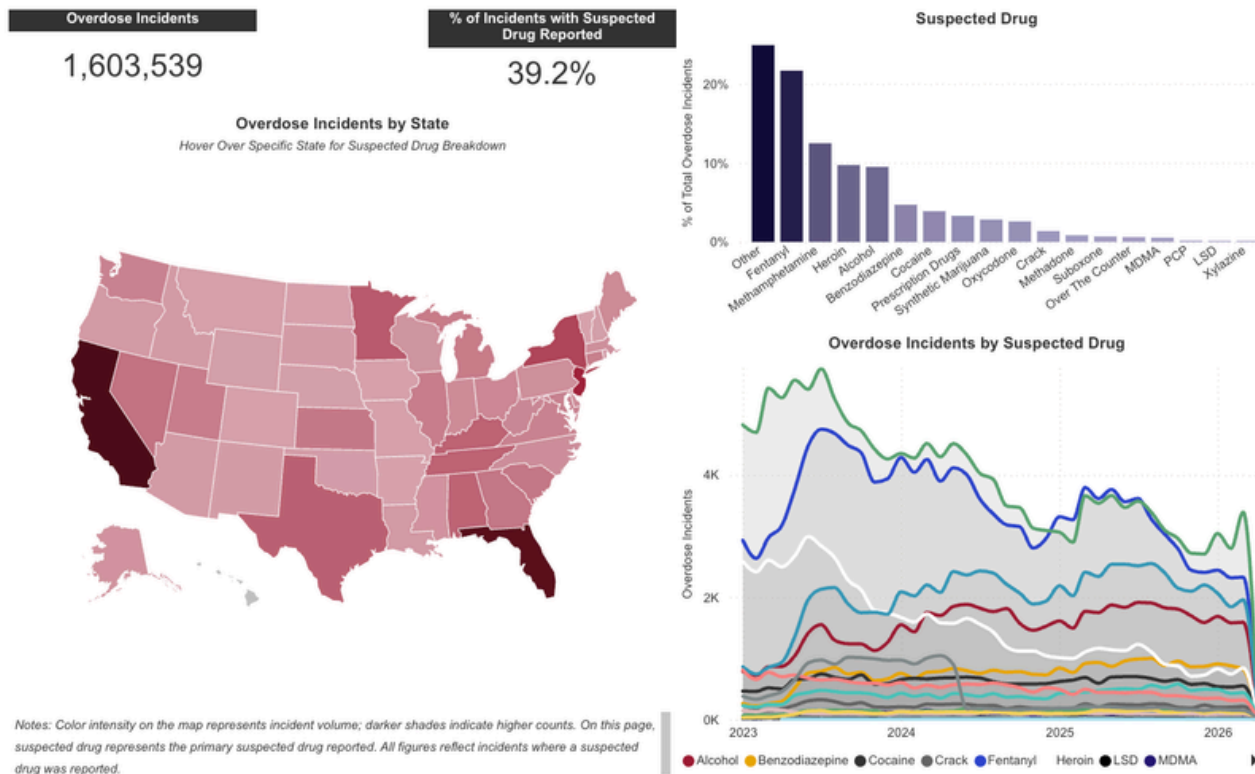 Overdose Incidents
1,603,539
% of Incidents with Suspected
Drug Reported
39.2%
Overdose Incidents by State
Hover Over Specific State for Suspected Drug Breakdown
Notes: Color intensity on the map represents incident volume; darker shades indicate higher counts. On this page,
suspected drug represents the primary suspected drug reported. All figures reflect incidents where a suspected
drug was reported.
Suspected Drug
% of Total Overdose Incidents
20%
10%
0%
Other
Fentanyl
Methamphetamine
Heroin
Alcohol
Benzodiazepine
Cocaine
Prescription Drugs
Synthetic Marijuana
Oxycodone
Crack
Methadone
Suboxone
Over The Counter
MDMA
PCP
LSD
Xylazine
Overdose Incidents by Suspected Drug
Overdose Incidents
4K
2K
0K
2023 2024 2025 2026
Alcohol Benzodiazepine Cocaine Crack Fentanyl Heroin LSD MDMA